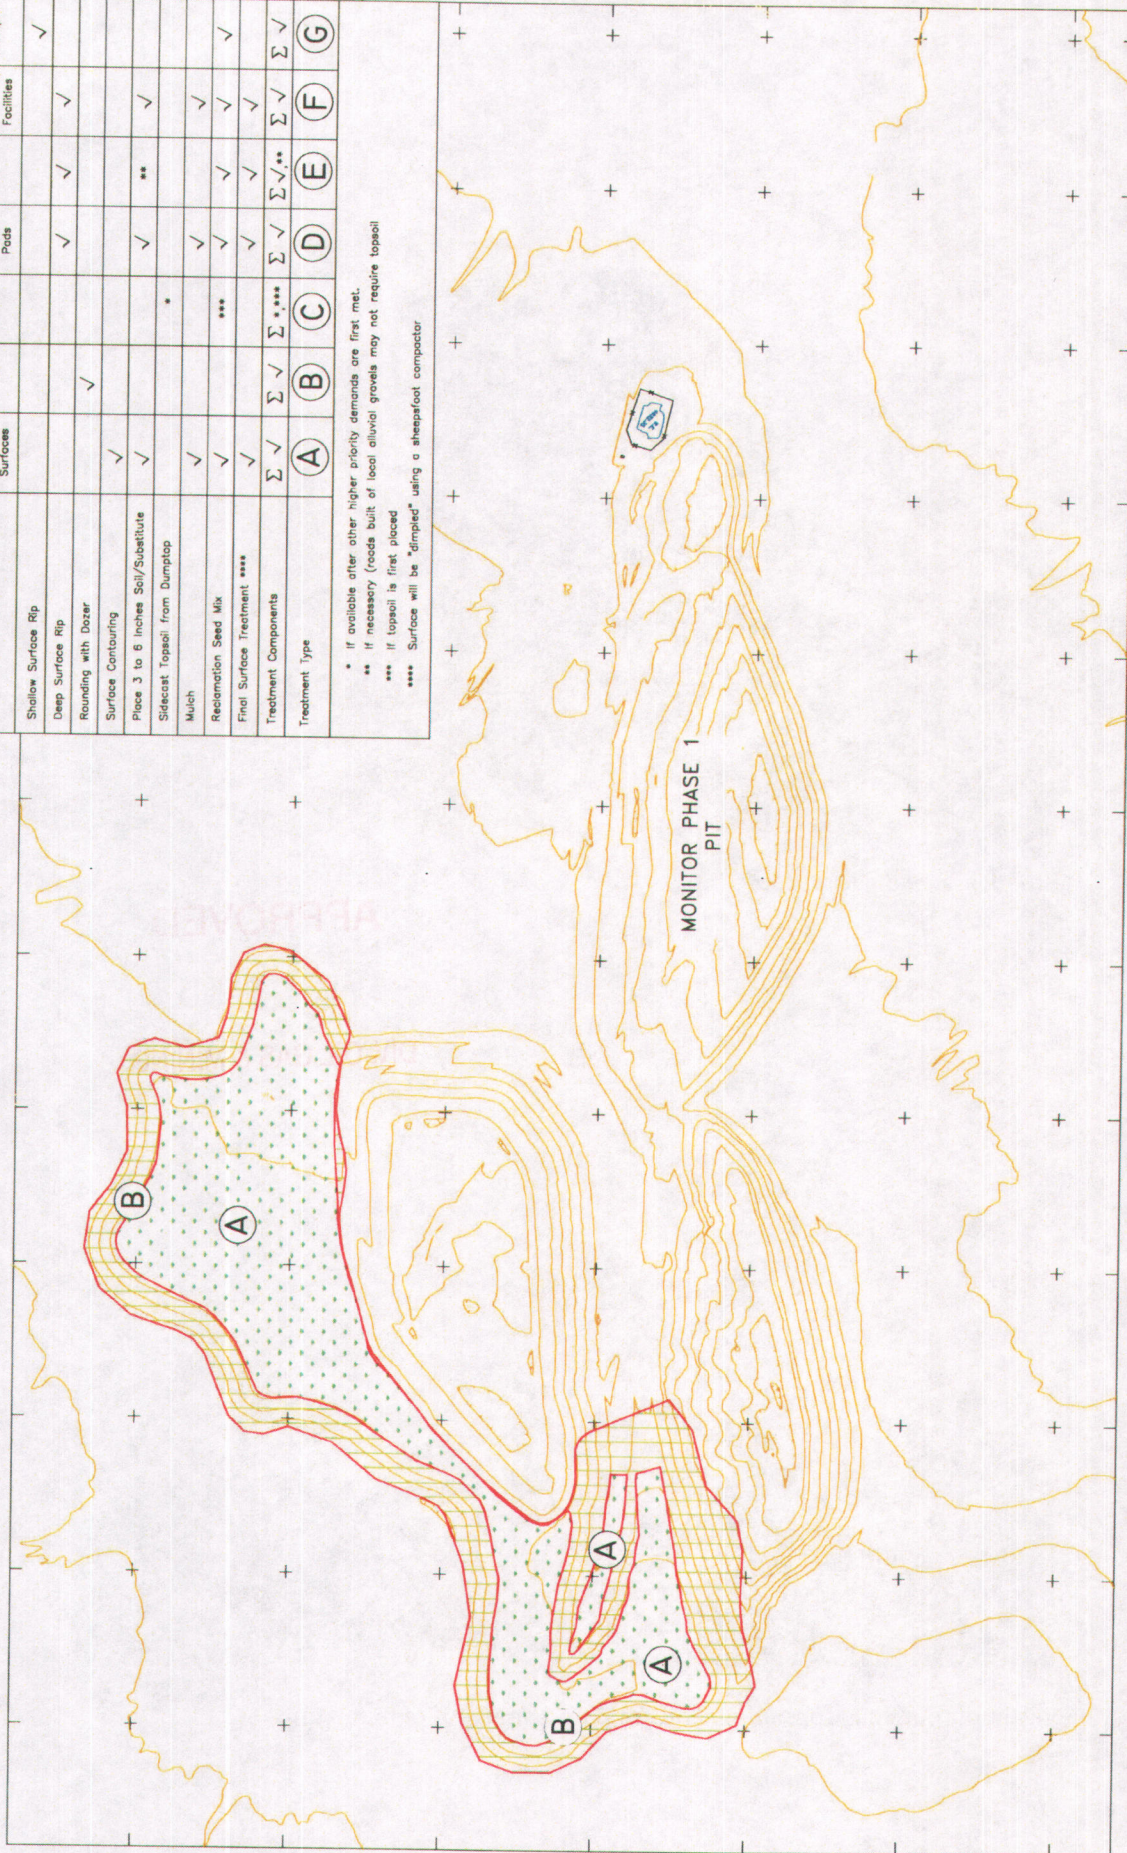 Surfaces Pads Facilities
Shallow Surface Rip √
Deep Surface Rip √ √ √
Rounding with Dozer √
Surface Contouring √
Place 3 to 6 Inches Soil/Substitute √ √ ** √
Sidecast Topsoil from Dumptop *
Mulch √ √ √
Reclamation Seed Mix √ *** √ √ √ √
Final Surface Treatment **** √ √ √ √
Treatment Components Σ √ Σ √ Σ *,*** Σ √ Σ √,** Σ √ Σ √
Treatment Type A B C D E F G
* If available after other higher priority demands are first met.
** If necessary (roads built of local alluvial gravels may not require topsoil
*** If topsoil is first placed
**** Surface will be "dimpled" using a sheepsfoot compactor
MONITOR PHASE 1
PIT
B
A
A
A
B